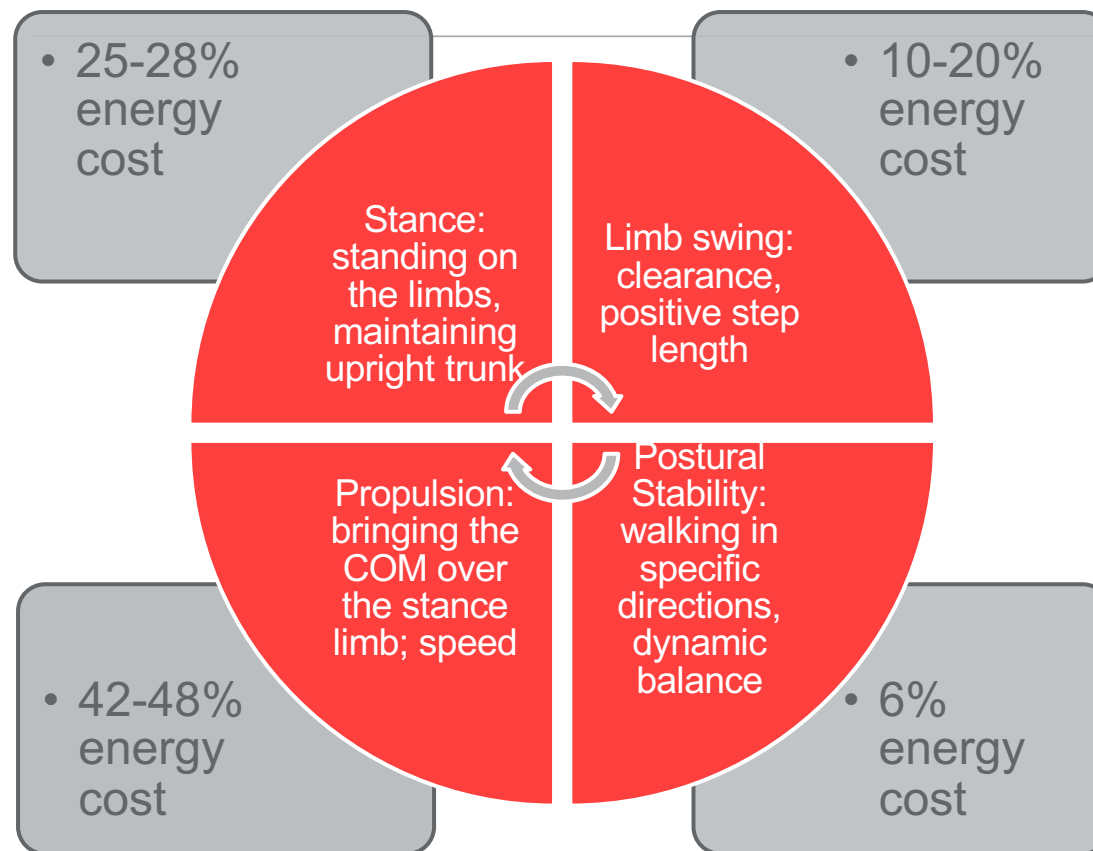 • 25-28%
energy
cost
• 10-20%
energy
cost
Stance:
standing on
the limbs,
maintaining
upright trunk
Limb swing:
clearance,
positive step
length
Propulsion:
bringing the
COM over
the stance
limb; speed
Postural
Stability:
walking in
specific
directions,
dynamic
balance
• 42-48%
energy
cost
• 6%
energy
cost